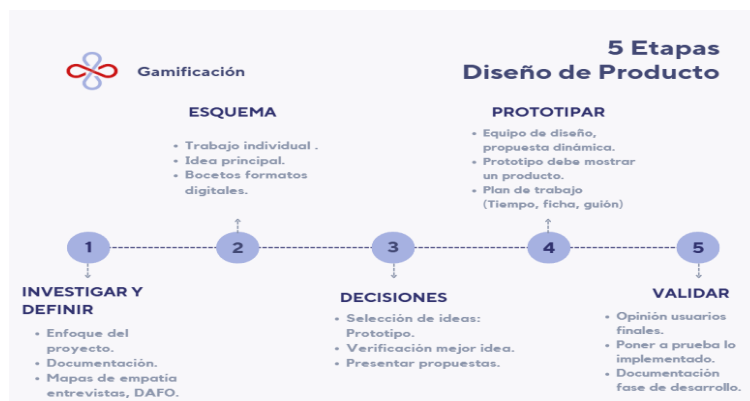 5 Etapas
Diseño de Producto
Gamificación
ESQUEMA
• Trabajo individual .
• Idea principal.
• Bocetos formatos
digitales.
PROTOTIPAR
• Equipo de diseño,
propuesta dinámica.
• Prototipo debe mostrar
un producto.
• Plan de trabajo
(Tiempo, ficha, guión)
1
2
3
4
5
INVESTIGAR Y
DEFINIR
• Enfoque del
proyecto.
• Documentación.
• Mapas de empatía
entrevistas, DAFO.
DECISIONES
• Selección de ideas:
Prototipo.
• Verificación mejor idea.
• Presentar propuestas.
VALIDAR
• Opinión usuarios
finales.
• Poner a prueba lo
implementado.
• Documentación
fase de desarrollo.